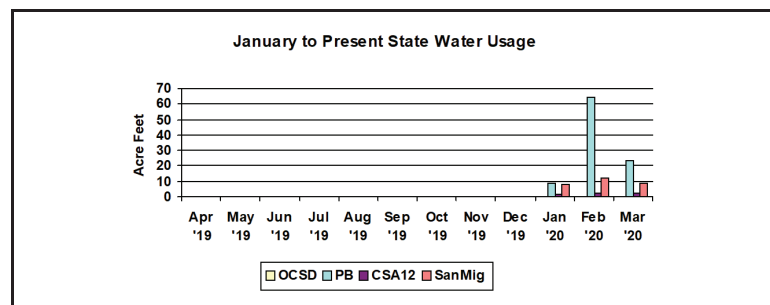 January to Present State Water Usage
Acre Feet
70
60
50
40
30
20
10
0
Apr May Jun Jul Aug Sep Oct Nov Dec Jan Feb Mar
'19 '19 '19 '19 '19 '19 '19 '19 '19 '20 '20 '20
OCSD PB CSA12 SanMig